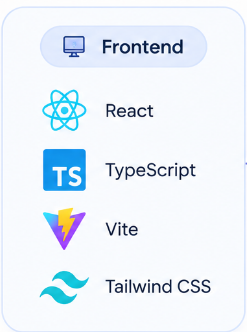 Frontend
React
TS
TypeScript
Vite
Tailwind CSS